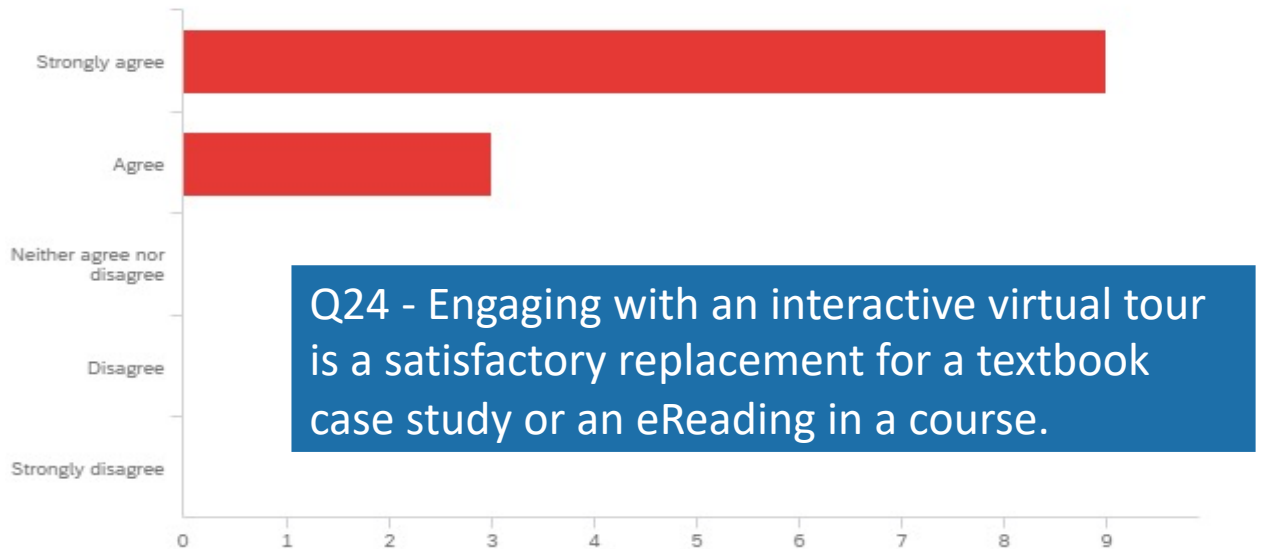 Strongly agree
Agree
Neither agree nor
disagree
Q24 - Engaging with an interactive virtual tour
is a satisfactory replacement for a textbook
case study or an eReading in a course.
Disagree
Strongly disagree
0 1 2 3 4 5 6 7 8 9